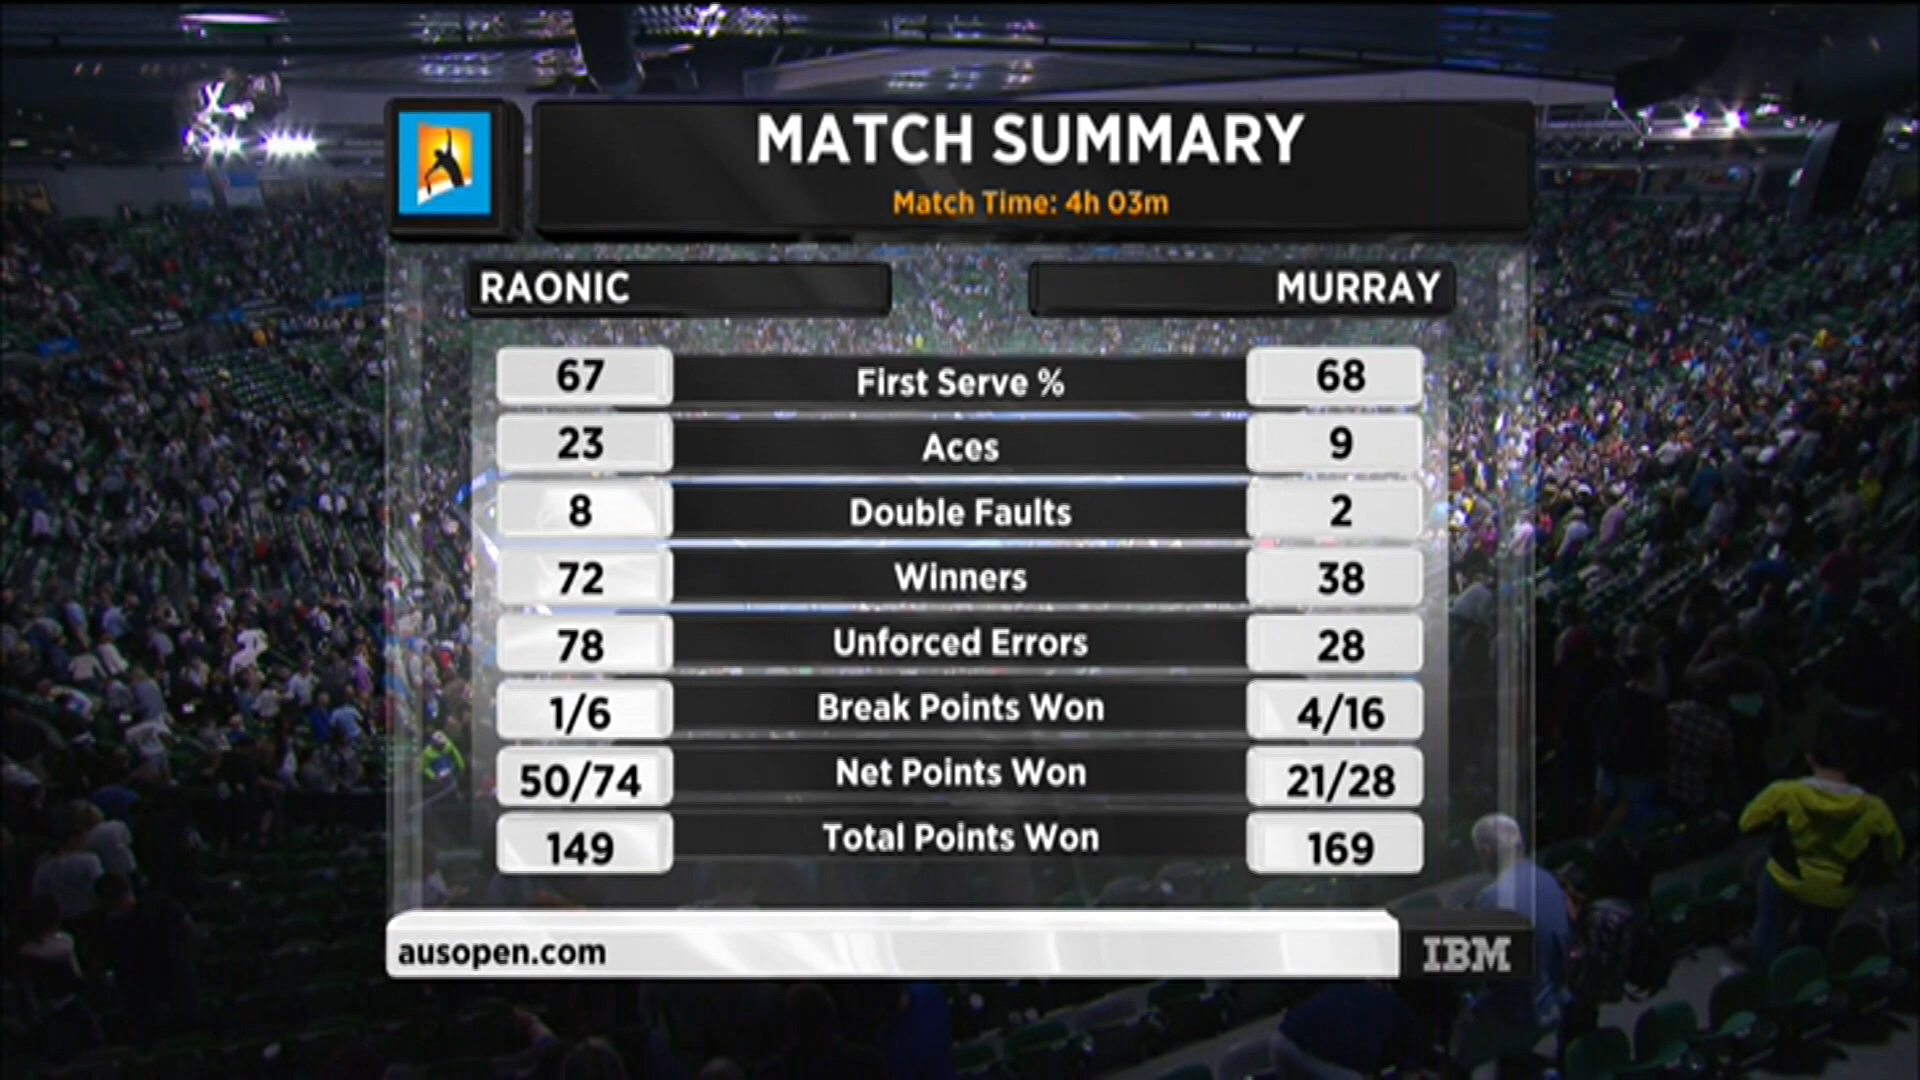 MATCH SUMMARY
Match Time: 4h 03m
RAONIC MURRAY
67 First Serve % 68
23 Aces 9
8 Double Faults 2
72 Winners 38
78 Unforced Errors 28
1/6 Break Points Won 4/16
50/74 Net Points Won 21/28
149 Total Points Won 169
ausopen.com IBM